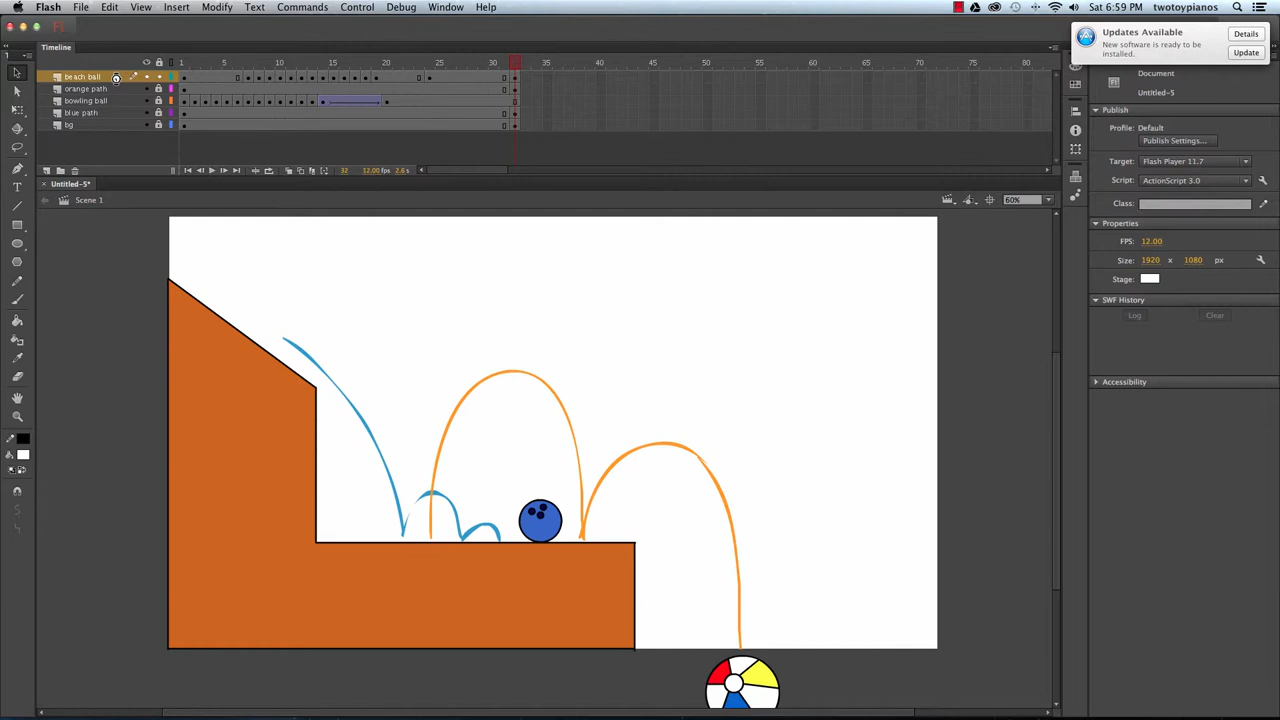 Flash File Edit View Insert Modify Text Commands Control Debug Window Help Sat 6:59 PM twotoypianos
Fl
Updates Available
New software is ready to be installed.
Details
Update
Timeline
1 5 10 15 20 25 30 35 40 45 50 55 60 65 70 75 80
beach ball
orange path
bowling ball
blue path
bg
32 12.00 fps 2.6 s
Untitled-5*
Scene 1
60%
Document
Untitled-5
Publish
Profile: Default
Publish Settings...
Target: Flash Player 11.7
Script: ActionScript 3.0
Class:
Properties
FPS: 12.00
Size: 1920 x 1080 px
Stage:
SWF History
Log Clear
Accessibility